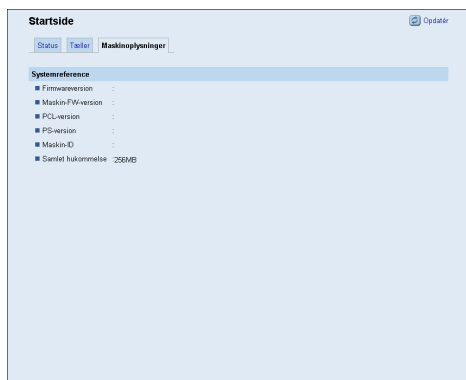 Startside
Opdatér
Status Tæller Maskinoplysninger
Systemreference
Firmwareversion :
Maskin-FW-version :
PCL-version :
PS-version :
Maskin-ID :
Samlet hukommelse :256MB